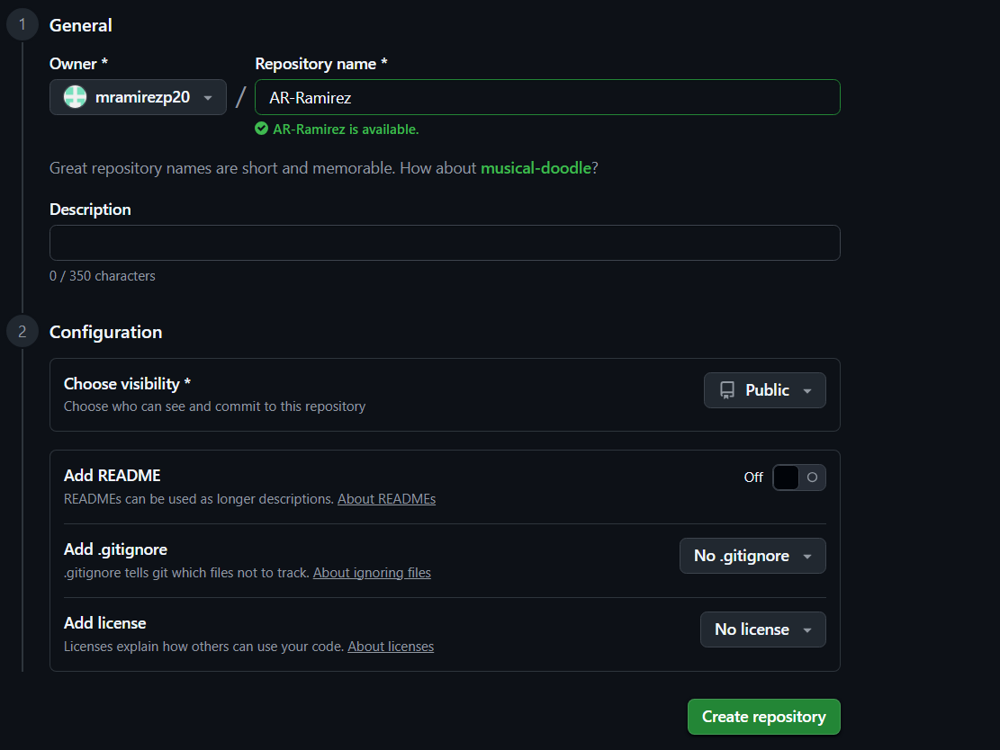 1 General
Owner * Repository name *
mramirezp20 / AR-Ramirez
AR-Ramirez is available.
Great repository names are short and memorable. How about musical-doodle?
Description
0 / 350 characters
2 Configuration
Choose visibility *
Choose who can see and commit to this repository
Public
Add README
READMEs can be used as longer descriptions. About READMEs
Off
Add .gitignore
.gitignore tells git which files not to track. About ignoring files
No .gitignore
Add license
Licenses explain how others can use your code. About licenses
No license
Create repository